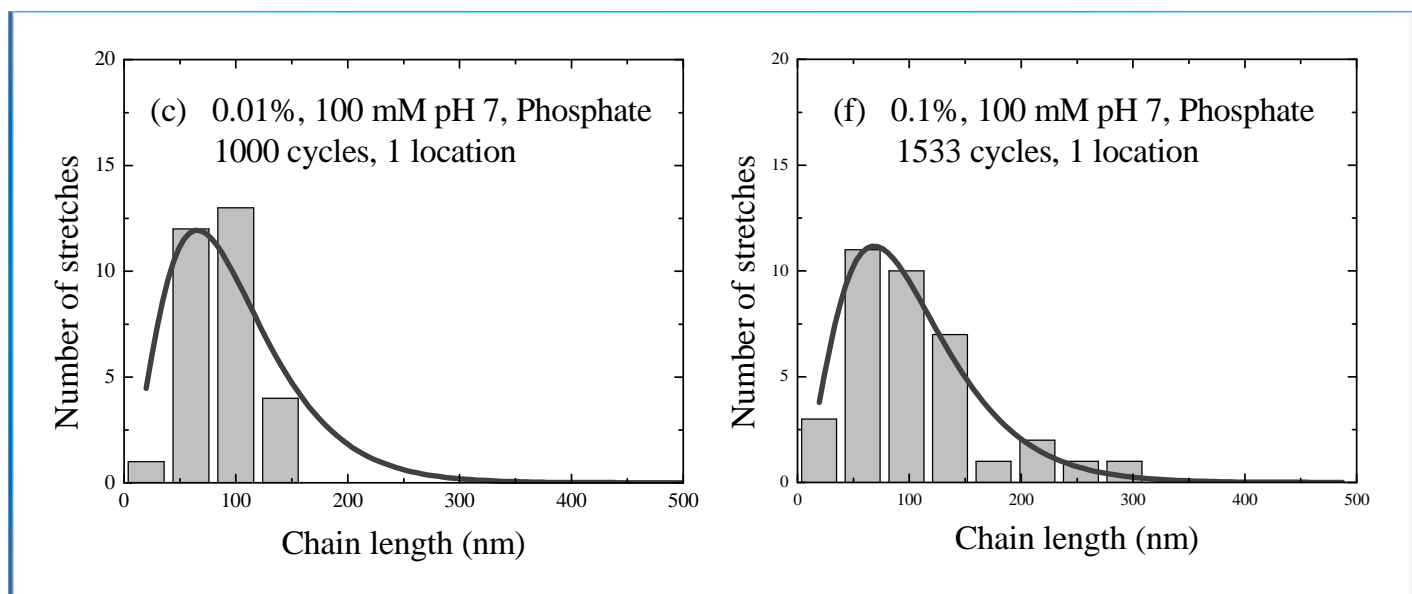 (c) 0.01%, 100 mM pH 7, Phosphate
1000 cycles, 1 location
Number of stretches
20
15
10
5
0
0 100 200 300 400 500
Chain length (nm)
(f) 0.1%, 100 mM pH 7, Phosphate
1533 cycles, 1 location
Number of stretches
20
15
10
5
0
0 100 200 300 400 500
Chain length (nm)